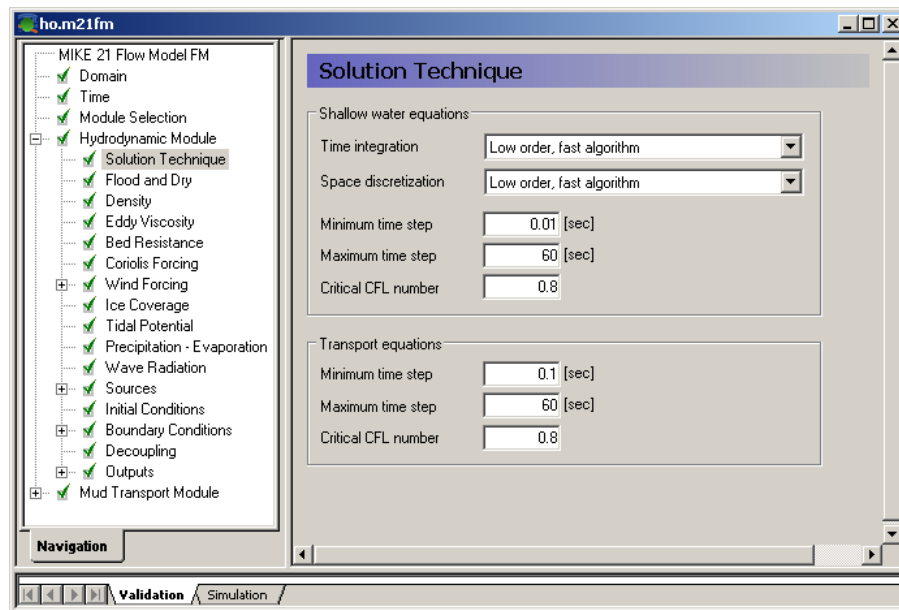 ho.m21fm
MIKE 21 Flow Model FM
Domain
Time
Module Selection
Hydrodynamic Module
Solution Technique
Flood and Dry
Density
Eddy Viscosity
Bed Resistance
Coriolis Forcing
Wind Forcing
Ice Coverage
Tidal Potential
Precipitation - Evaporation
Wave Radiation
Sources
Initial Conditions
Boundary Conditions
Decoupling
Outputs
Mud Transport Module
Navigation
Solution Technique
Shallow water equations
Time integration Low order, fast algorithm
Space discretization Low order, fast algorithm
Minimum time step 0.01 [sec]
Maximum time step 60 [sec]
Critical CFL number 0.8
Transport equations
Minimum time step 0.1 [sec]
Maximum time step 60 [sec]
Critical CFL number 0.8
Validation Simulation